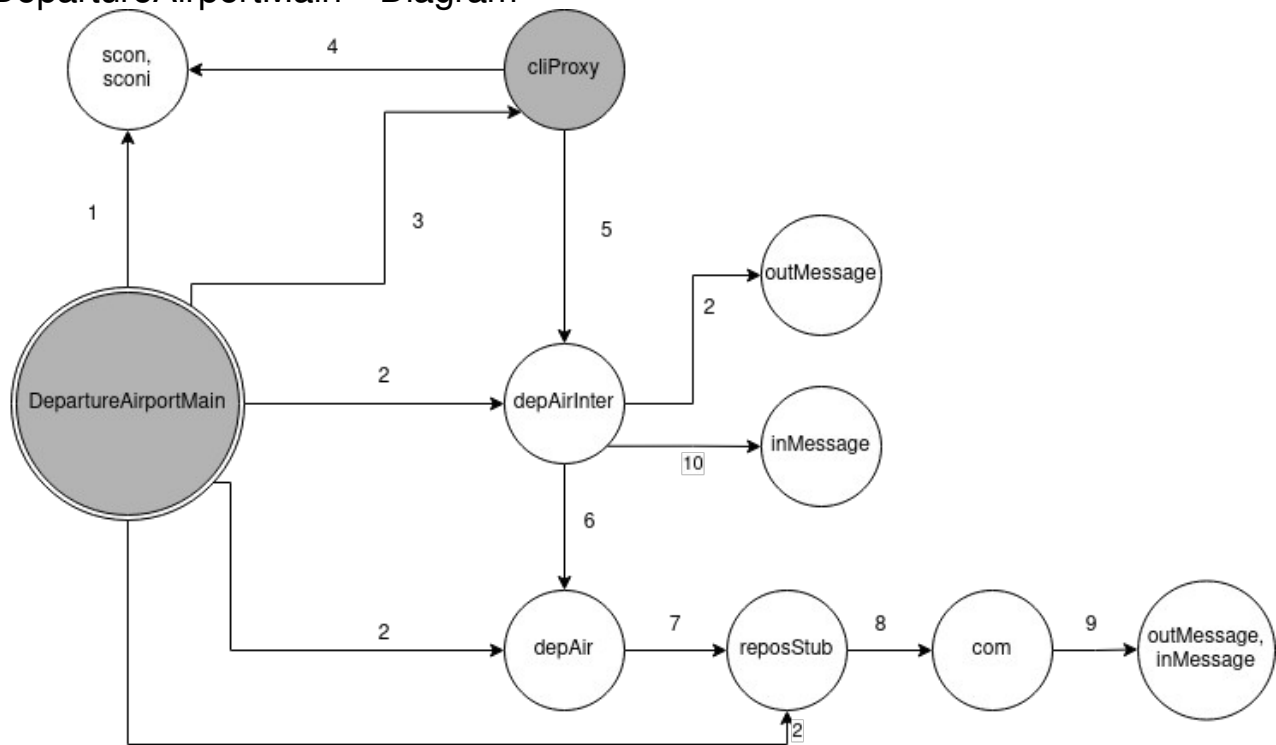 DepartureAirportMain - Diagram
4
scon,
sconi
cliProxy
1
3
5
outMessage
2
2
DepartureAirportMain
depAirInter
inMessage
10
6
2
7
8
9
depAir
reposStub
com
outMessage,
inMessage
2